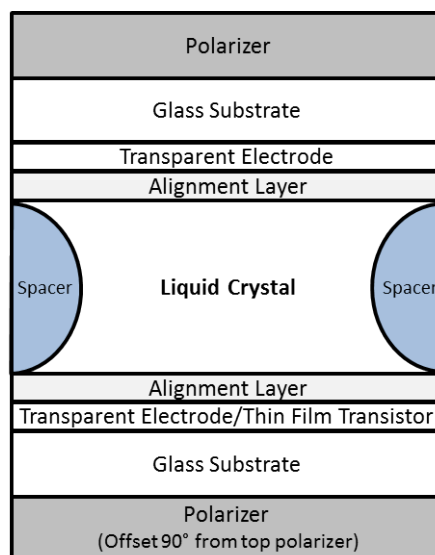 Polarizer
Glass Substrate
Transparent Electrode
Alignment Layer
Spacer
Liquid Crystal
Spacer
Alignment Layer
Transparent Electrode/Thin Film Transistor
Glass Substrate
Polarizer
(Offset 90° from top polarizer)